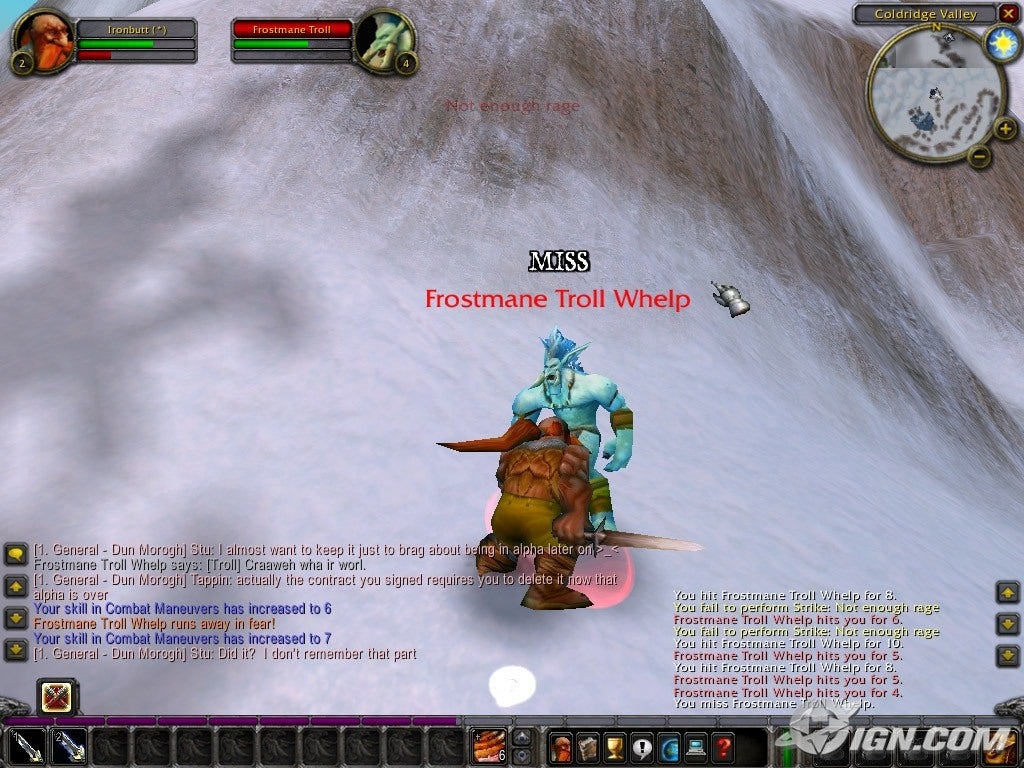 Ironbutt (*)
2
Frostmane Troll
4
Coldridge Valley
N
Not enough rage
MISS
Frostmane Troll Whelp
[1. General - Dun Morogh] Stu: I almost want to keep it just to brag about being in alpha later on >_<
Frostmane Troll Whelp says: [Troll] Craaweh wha ir worl.
[1. General - Dun Morogh] Tappin: actually the contract you signed requires you to delete it now that
alpha is over
Your skill in Combat Maneuvers has increased to 6
Frostmane Troll Whelp runs away in fear!
Your skill in Combat Maneuvers has increased to 7
[1. General - Dun Morogh] Stu: Did it? I don't remember that part
You hit Frostmane Troll Whelp for 8.
You fail to perform Strike: Not enough rage
Frostmane Troll Whelp hits you for 6.
You fail to perform Strike: Not enough rage
You hit Frostmane Troll Whelp for 10.
Frostmane Troll Whelp hits you for 5.
You hit Frostmane Troll Whelp for 8.
Frostmane Troll Whelp hits you for 5.
Frostmane Troll Whelp hits you for 4.
You miss Frostmane Troll Whelp.
1
2
6
IGN.COM